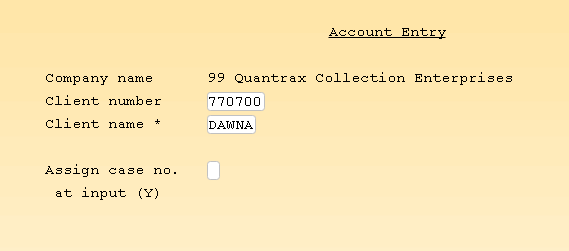 Account Entry
Company name 99 Quantrax Collection Enterprises
Client number 770700
Client name * DAWNA
Assign case no.
at input (Y)